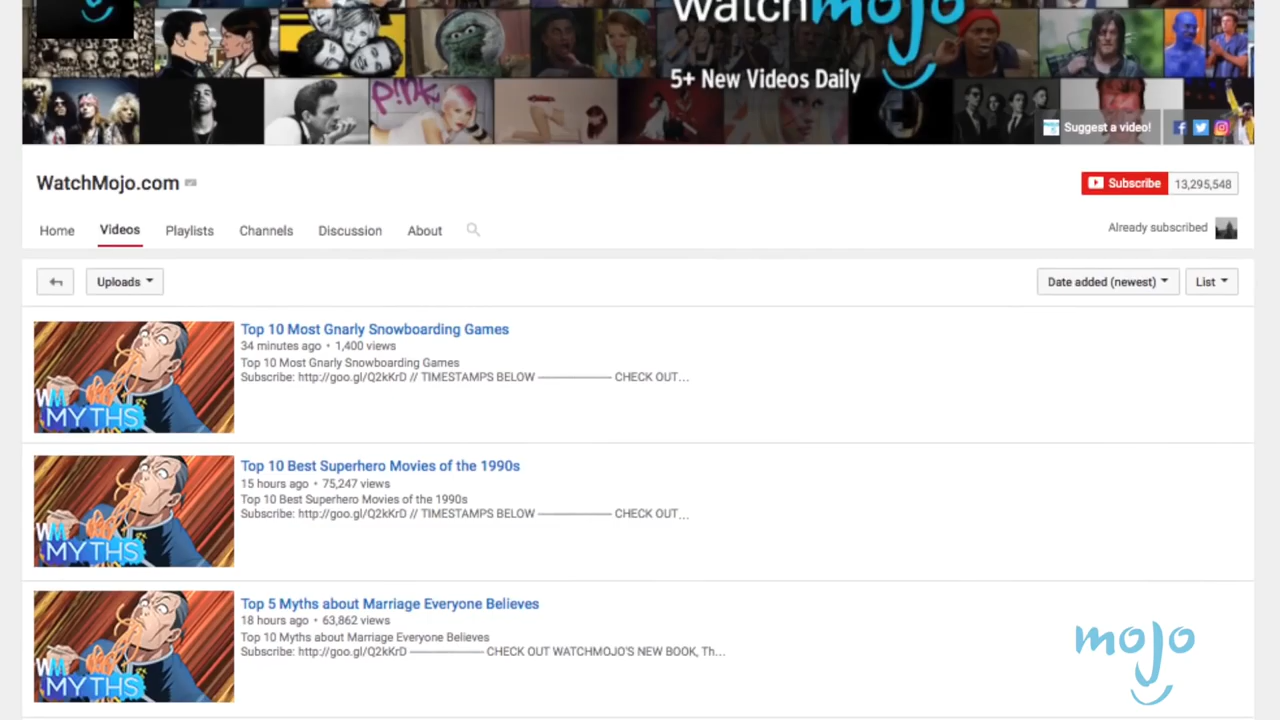 watchmojo
5+ New Videos Daily
P!nk
Suggest a video!
WatchMojo.com
Subscribe 13,295,548
Home Videos Playlists Channels Discussion About
Already subscribed
Uploads
Date added (newest) List
Top 10 Most Gnarly Snowboarding Games
34 minutes ago • 1,400 views
Top 10 Most Gnarly Snowboarding Games
Subscribe: http://goo.gl/Q2kKrD // TIMESTAMPS BELOW ——————— CHECK OUT...
WM
MYTHS
Top 10 Best Superhero Movies of the 1990s
15 hours ago • 75,247 views
Top 10 Best Superhero Movies of the 1990s
Subscribe: http://goo.gl/Q2kKrD // TIMESTAMPS BELOW ——————— CHECK OUT...
WM
MYTHS
Top 5 Myths about Marriage Everyone Believes
18 hours ago • 63,862 views
Top 10 Myths about Marriage Everyone Believes
Subscribe: http://goo.gl/Q2kKrD ——————— CHECK OUT WATCHMOJO'S NEW BOOK, Th...
WM
MYTHS
mojo